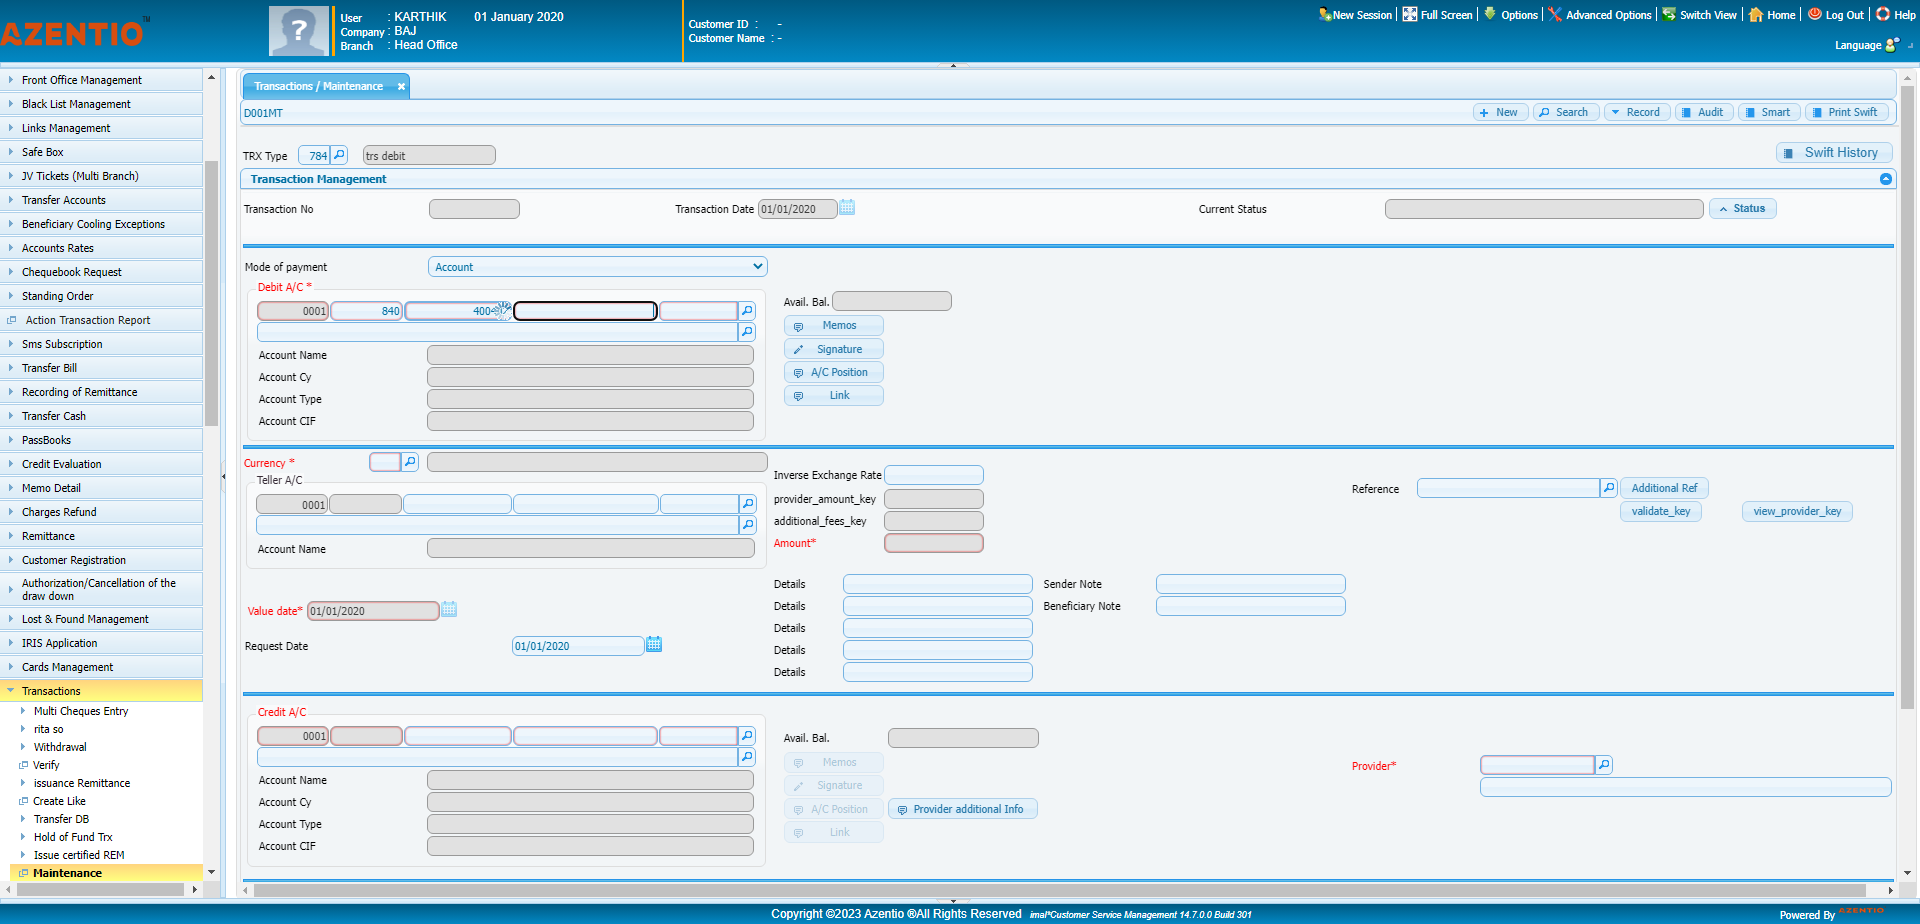 AZENTIO™
User : KARTHIK 01 January 2020
Company : BAJ
Branch : Head Office
Customer ID : -
Customer Name : -
New Session Full Screen Options Advanced Options Switch View Home Log Out Help
Language
Front Office Management
Black List Management
Links Management
Safe Box
JV Tickets (Multi Branch)
Transfer Accounts
Beneficiary Cooling Exceptions
Accounts Rates
Chequebook Request
Standing Order
Action Transaction Report
Sms Subscription
Transfer Bill
Recording of Remittance
Transfer Cash
PassBooks
Credit Evaluation
Memo Detail
Charges Refund
Remittance
Customer Registration
Authorization/Cancellation of the
draw down
Lost & Found Management
IRIS Application
Cards Management
Transactions
Multi Cheques Entry
rita so
Withdrawal
Verify
issuance Remittance
Create Like
Transfer DB
Hold of Fund Trx
Issue certified REM
Maintenance
Transactions / Maintenance
D001MT
New Search Record Audit Smart Print Swift
TRX Type 784 trs debit
Swift History
Transaction Management
Transaction No Transaction Date 01/01/2020 Current Status Status
Mode of payment Account
Debit A/C *
0001 840
Avail. Bal.
Memos
Signature
A/C Position
Link
Account Name
Account Cy
Account Type
Account CIF
Currency *
Teller A/C
0001
Account Name
Inverse Exchange Rate
provider_amount_key
additional_fees_key
Amount*
Reference Additional Ref
validate_key view_provider_key
Value date* 01/01/2020
Request Date 01/01/2020
Details Sender Note
Details Beneficiary Note
Details
Details
Details
Credit A/C
0001
Account Name
Account Cy
Account Type
Account CIF
Avail. Bal.
Memos
Signature
A/C Position Provider additional Info
Link
Provider*
Copyright ©2023 Azentio ®All Rights Reserved imal*Customer Service Management 14.7.0.0 Build 301
Powered By AZENTIO